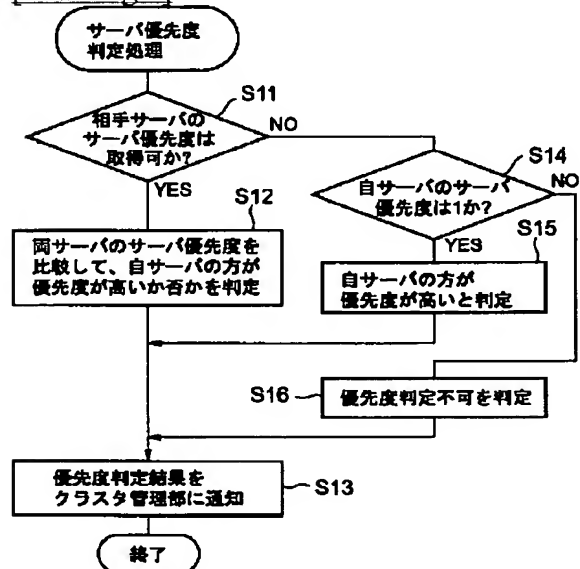 サーバ優先度
判定処理
S11
相手サーバの
サーバ優先度は
取得可か?
NO
YES
S14
自サーバのサーバ
優先度は1か?
NO
YES
S12
両サーバのサーバ優先度を
比較して、自サーバの方が
優先度が高いか否かを判定
S15
自サーバの方が
優先度が高いと判定
S16
優先度判定不可を判定
優先度判定結果を
クラスタ管理部に通知
S13
終了